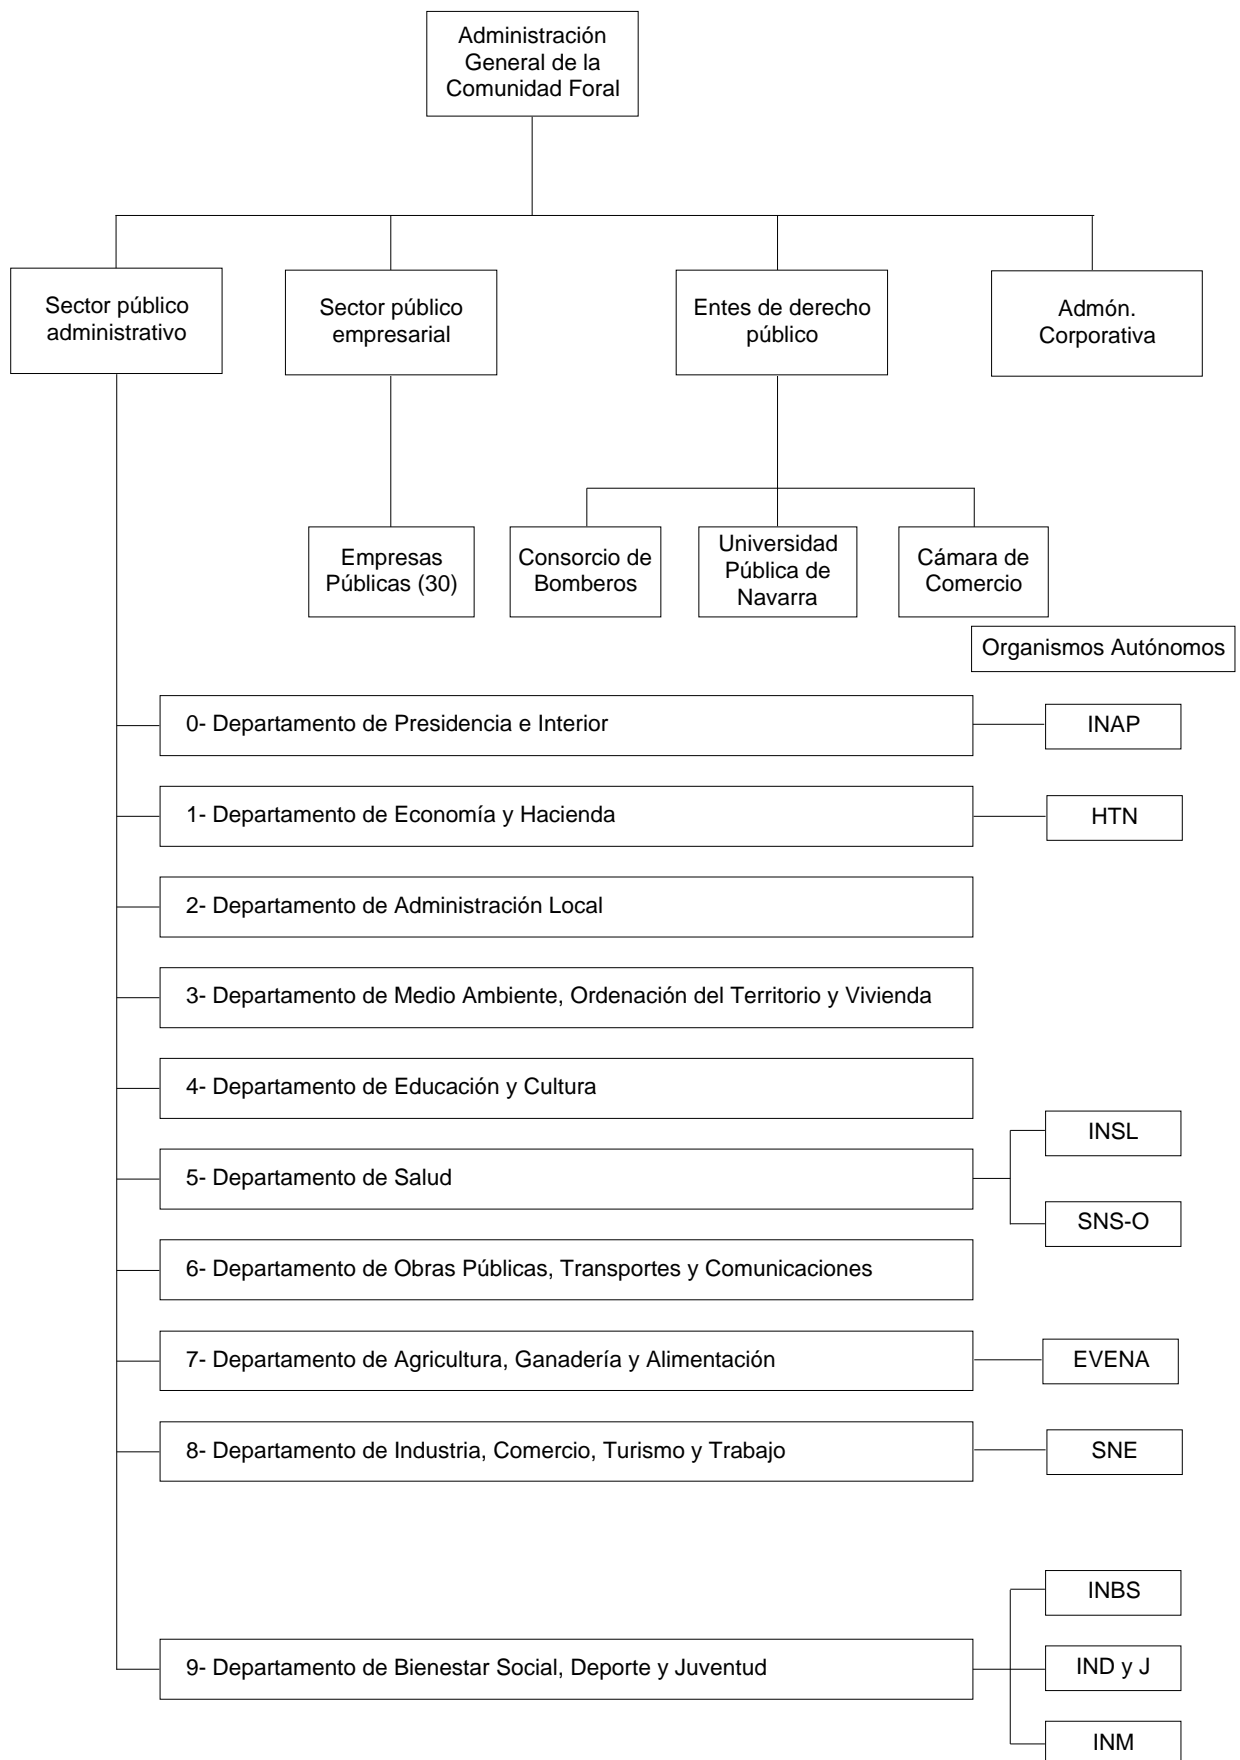 Administración
General de la
Comunidad Foral
Sector público
administrativo
Sector público
empresarial
Entes de derecho
público
Admón.
Corporativa
Empresas
Públicas (30)
Consorcio de
Bomberos
Universidad
Pública de
Navarra
Cámara de
Comercio
Organismos Autónomos
0- Departamento de Presidencia e Interior
INAP
1- Departamento de Economía y Hacienda
HTN
2- Departamento de Administración Local
3- Departamento de Medio Ambiente, Ordenación del Territorio y Vivienda
4- Departamento de Educación y Cultura
5- Departamento de Salud
INSL
SNS-O
6- Departamento de Obras Públicas, Transportes y Comunicaciones
7- Departamento de Agricultura, Ganadería y Alimentación
EVENA
8- Departamento de Industria, Comercio, Turismo y Trabajo
SNE
9- Departamento de Bienestar Social, Deporte y Juventud
INBS
IND y J
INM